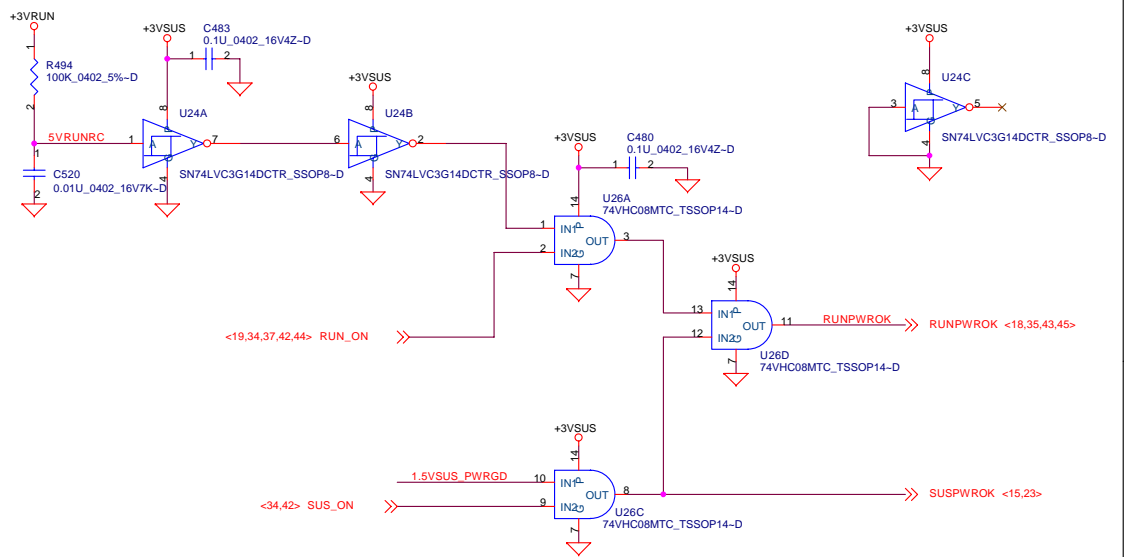 +3VRUN
1
R494
100K_0402_5%~D
2
5VRUNRC
1
C520
0.01U_0402_16V7K~D
2
+3VSUS
C483
0.1U_0402_16V4Z~D
1 2
8
U24A
1 A P Y G 7
SN74LVC3G14DCTR_SSOP8~D
4
+3VSUS
8
U24B
6 A P Y G 2
SN74LVC3G14DCTR_SSOP8~D
4
+3VSUS
8
U24C
3 A P Y G 5
4
SN74LVC3G14DCTR_SSOP8~D
+3VSUS
C480
0.1U_0402_16V4Z~D
1 2
14
U26A
74VHC08MTC_TSSOP14~D
1 IN1 P
OUT 3
2 IN2 G
7
<19,34,37,42,44> RUN_ON
+3VSUS
14
13 IN1 P
OUT 11
12 IN2 G
7
U26D
74VHC08MTC_TSSOP14~D
RUNPWROK
RUNPWROK <18,35,43,45>
+3VSUS
14
1.5VSUS_PWRGD
10 IN1 P
OUT 8
<34,42> SUS_ON
9 IN2 G
7
U26C
74VHC08MTC_TSSOP14~D
SUSPWROK <15,23>